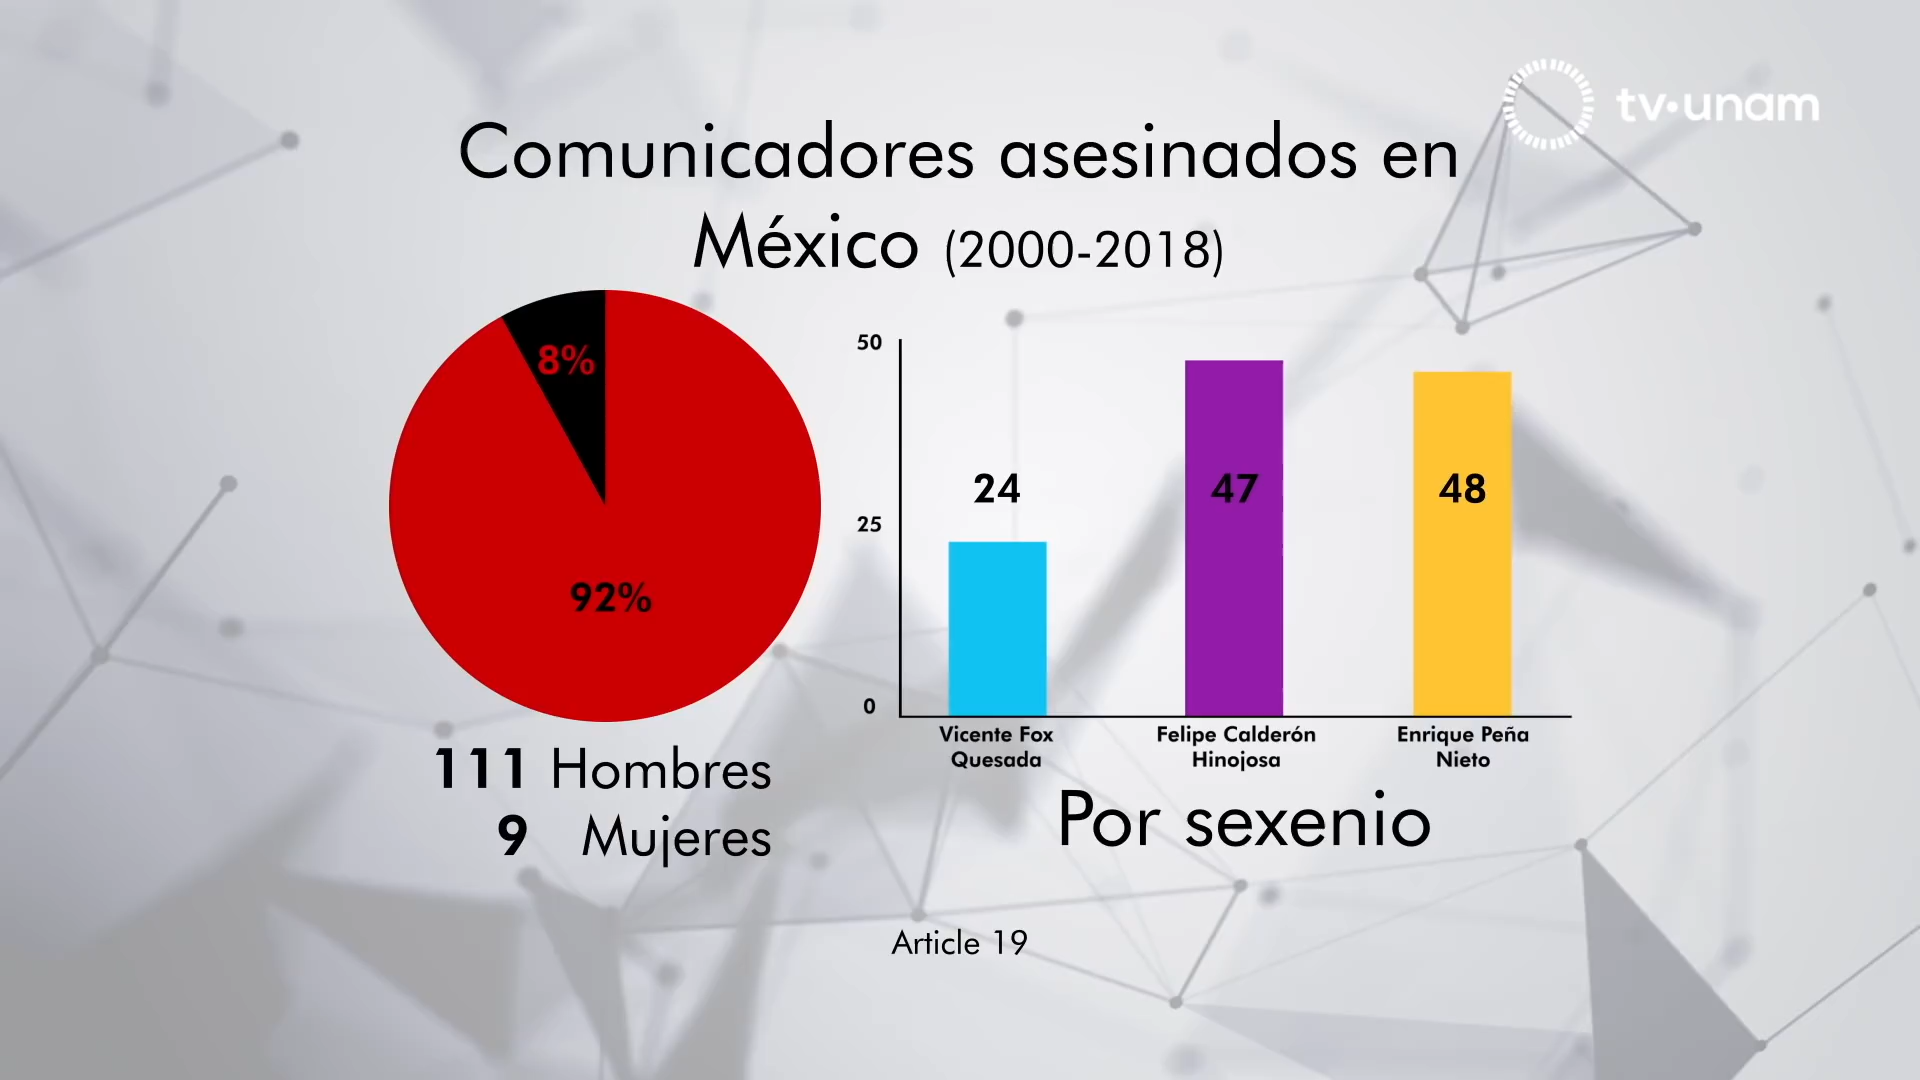 tv·unam
Comunicadores asesinados en
México (2000-2018)
8%
92%
111 Hombres
9 Mujeres
50
25
0
24
47
48
Vicente Fox
Quesada
Felipe Calderón
Hinojosa
Enrique Peña
Nieto
Por sexenio
Article 19